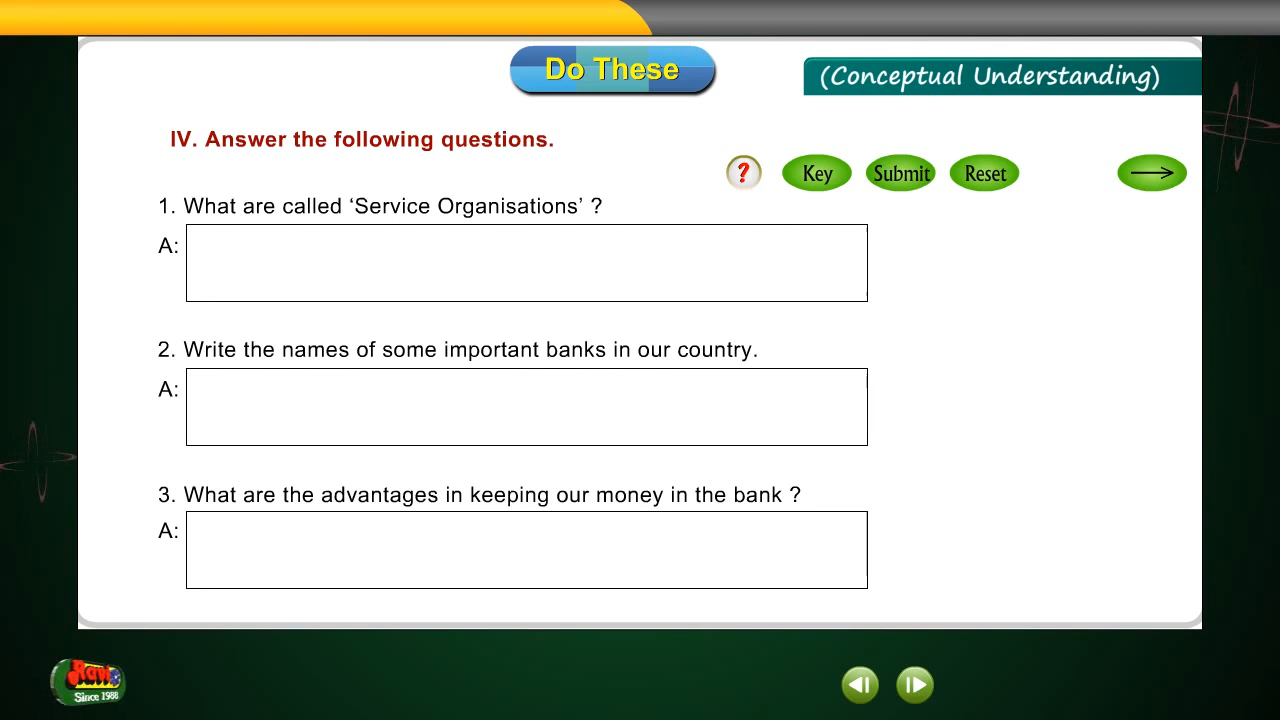 Do These
(Conceptual Understanding)
IV. Answer the following questions.
? Key Submit Reset
1. What are called ‘Service Organisations’ ?
A:
2. Write the names of some important banks in our country.
A:
3. What are the advantages in keeping our money in the bank ?
A:
Ravi
Since 1988